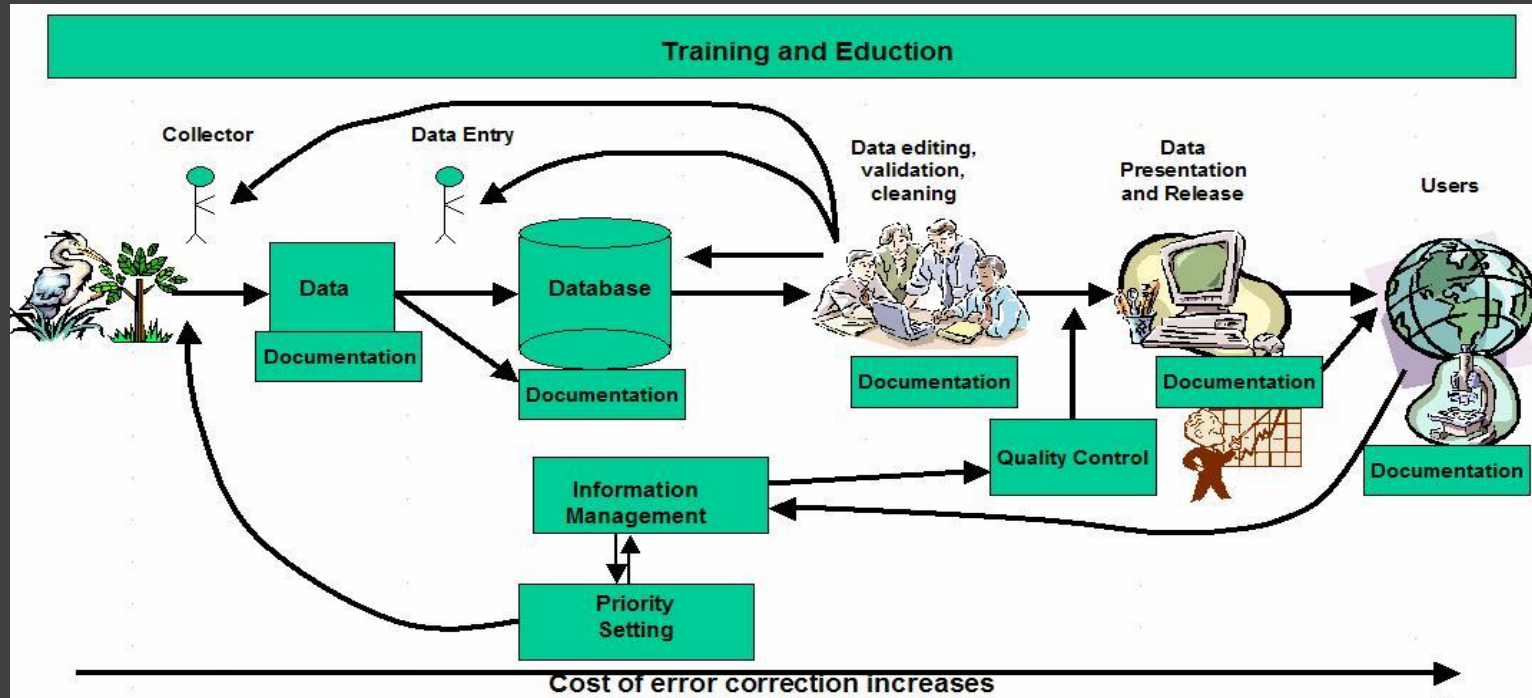 Training and Eduction
Collector
Data Entry
Data editing,
validation,
cleaning
Data
Presentation
and Release
Users
Data
Database
Documentation
Documentation
Documentation
Documentation
Quality Control
Documentation
Information
Management
Priority
Setting
Cost of error correction increases